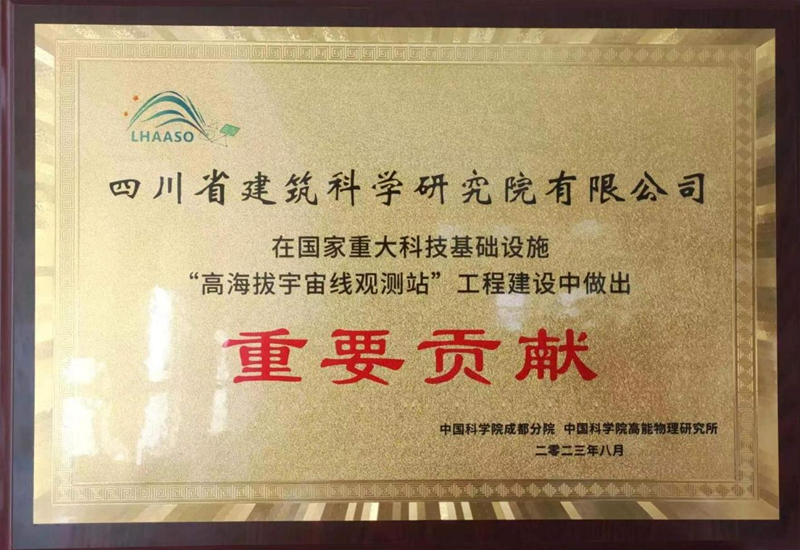 LHAASO
四川省建筑科学研究院有限公司
在国家重大科技基础设施
“高海拔宇宙线观测站”工程建设中做出
重要贡献
中国科学院成都分院 中国科学院高能物理研究所
二零二三年八月